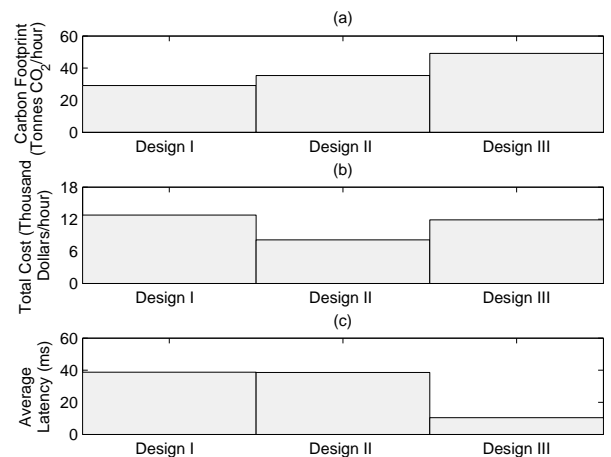 (a)
Carbon Footprint
(Tonnes CO2/hour)
60
40
20
0
Design I
Design II
Design III
(b)
Total Cost (Thousand
Dollars/hour)
18
12
6
0
Design I
Design II
Design III
(c)
Average
Latency (ms)
60
40
20
0
Design I
Design II
Design III